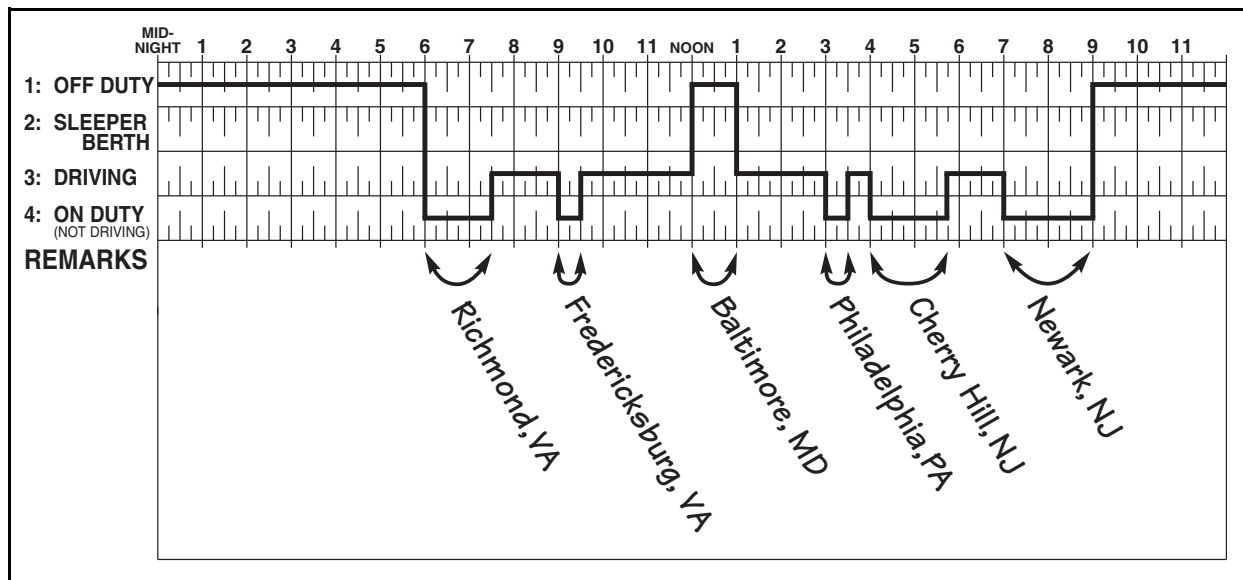 MID-
NIGHT 1 2 3 4 5 6 7 8 9 10 11 NOON 1 2 3 4 5 6 7 8 9 10 11
1: OFF DUTY
2: SLEEPER
BERTH
3: DRIVING
4: ON DUTY
(NOT DRIVING)
REMARKS
Richmond, VA
Fredericksburg, VA
Baltimore, MD
Philadelphia, PA
Cherry Hill, NJ
Newark, NJ